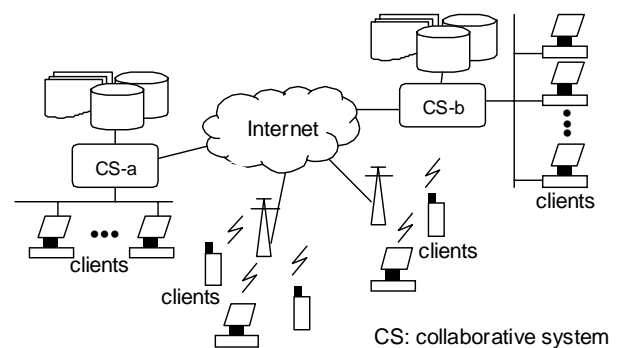 CS-b
Internet
CS-a
clients
clients
clients
clients
CS: collaborative system